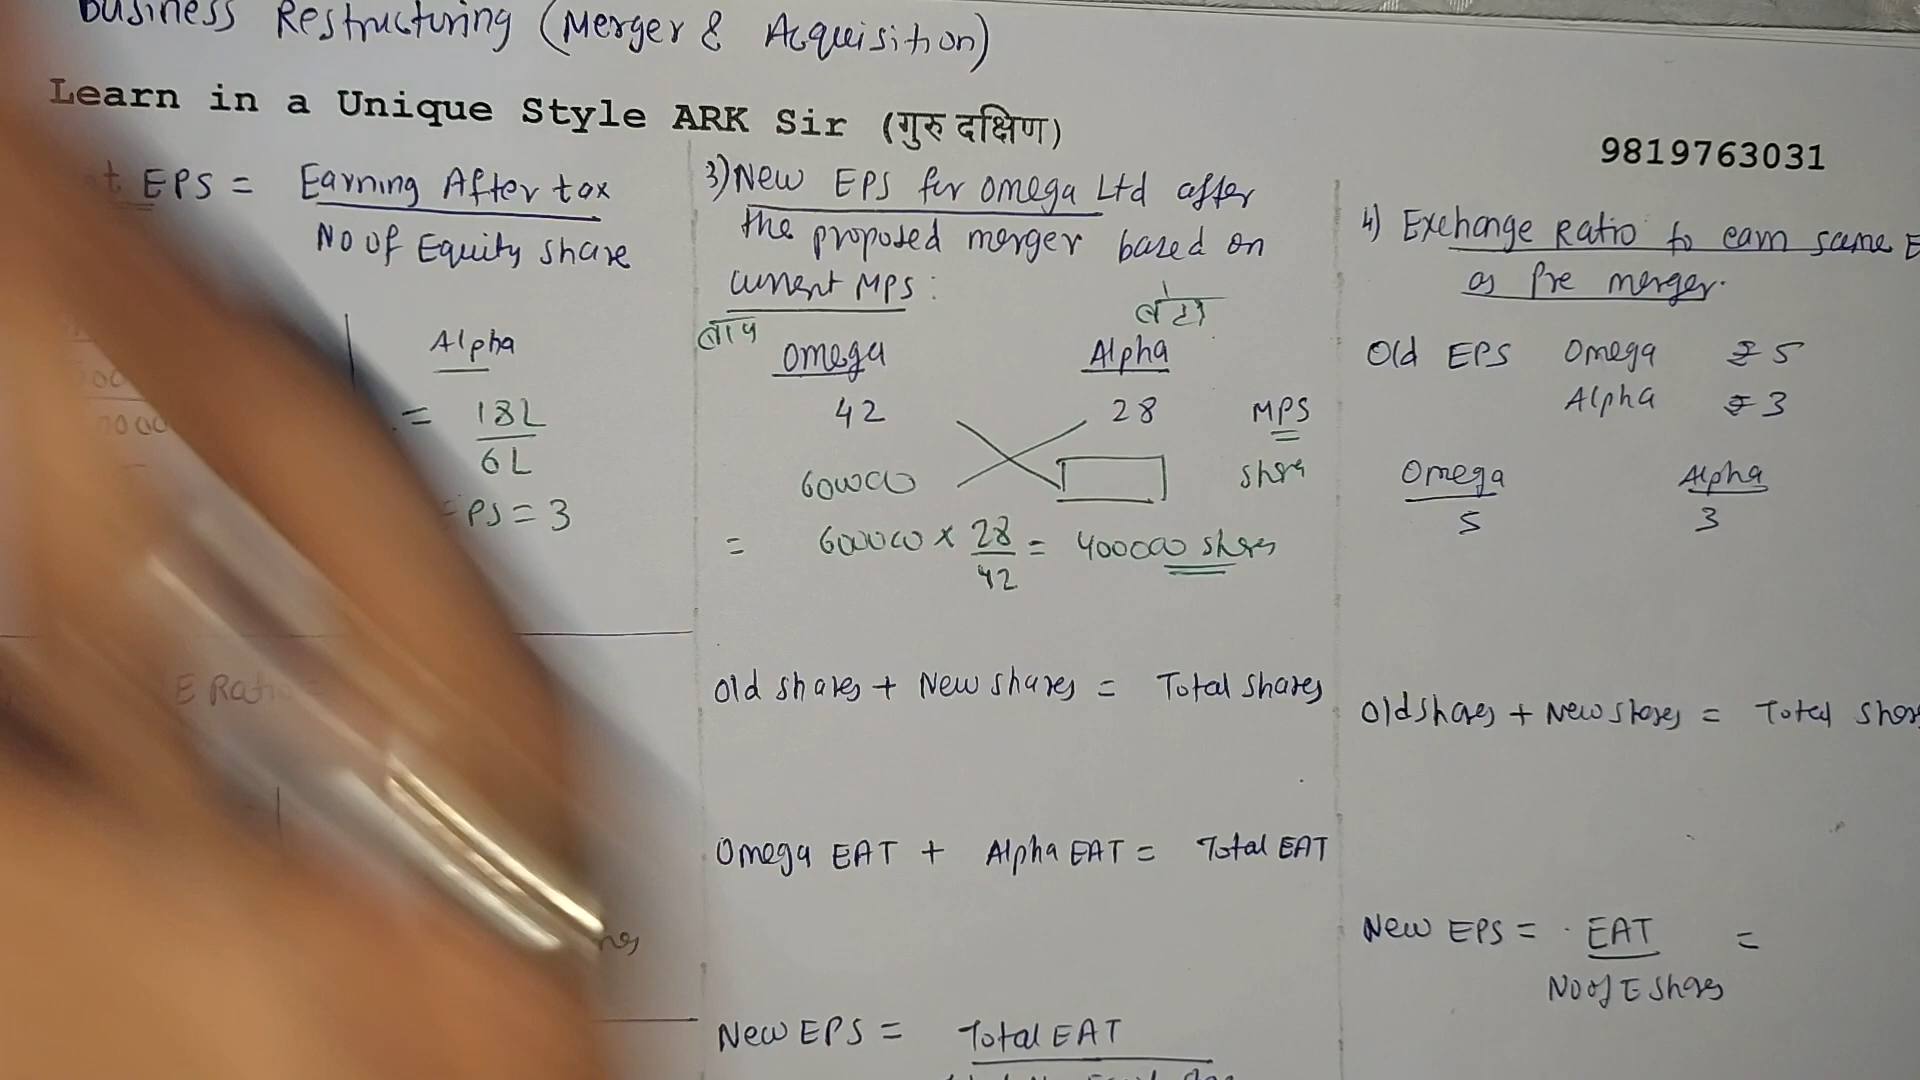 Business Restructuring (Merger & Acquisition)
Learn in a Unique Style ARK Sir (गुरु दक्षिण)
9819763031
EPS = Earning After tax
No of Equity Share
Alpha
= 18L
6L
EPS = 3
E Ratio
3) New EPS for Omega Ltd after
the proposed merger based on
current MPS:
बाप
बेटा
Omega Alpha
42 28 MPS
600000
= 600000 × 28 = 400000 shares
42
Old shares + New shares = Total shares
Omega EAT + Alpha EAT = Total EAT
New EPS = Total EAT
4) Exchange Ratio to earn same
as Pre merger.
Old EPS Omega ₹ 5
Alpha ₹ 3
Omega Alpha
5 3
Old shares + New shares = Total
New EPS = EAT =
No of E Shares